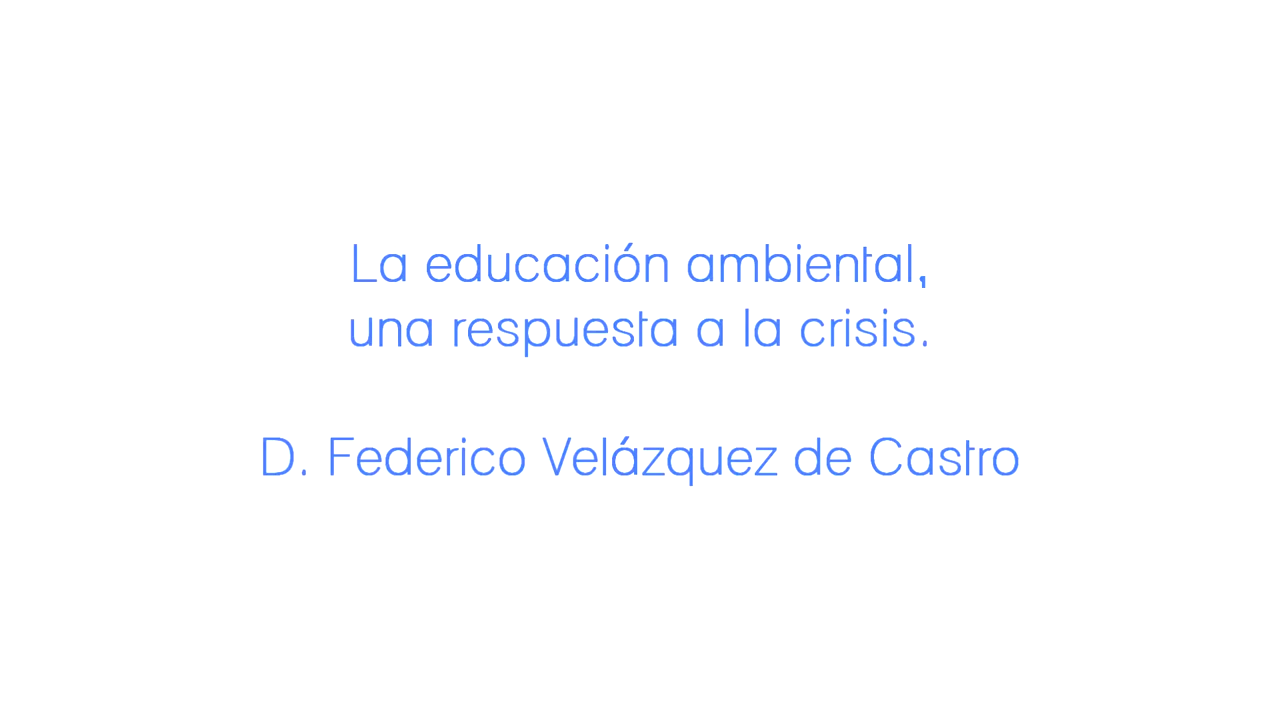 La educación ambiental,
una respuesta a la crisis.
D. Federico Velázquez de Castro